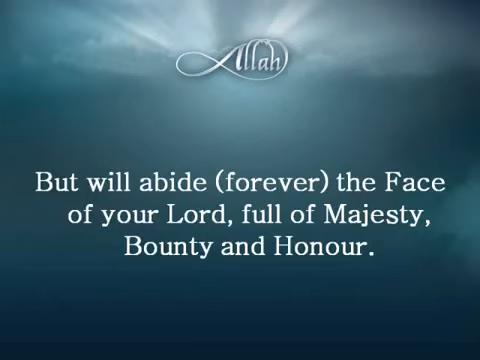 Allah
But will abide (forever) the Face
of your Lord, full of Majesty,
Bounty and Honour.